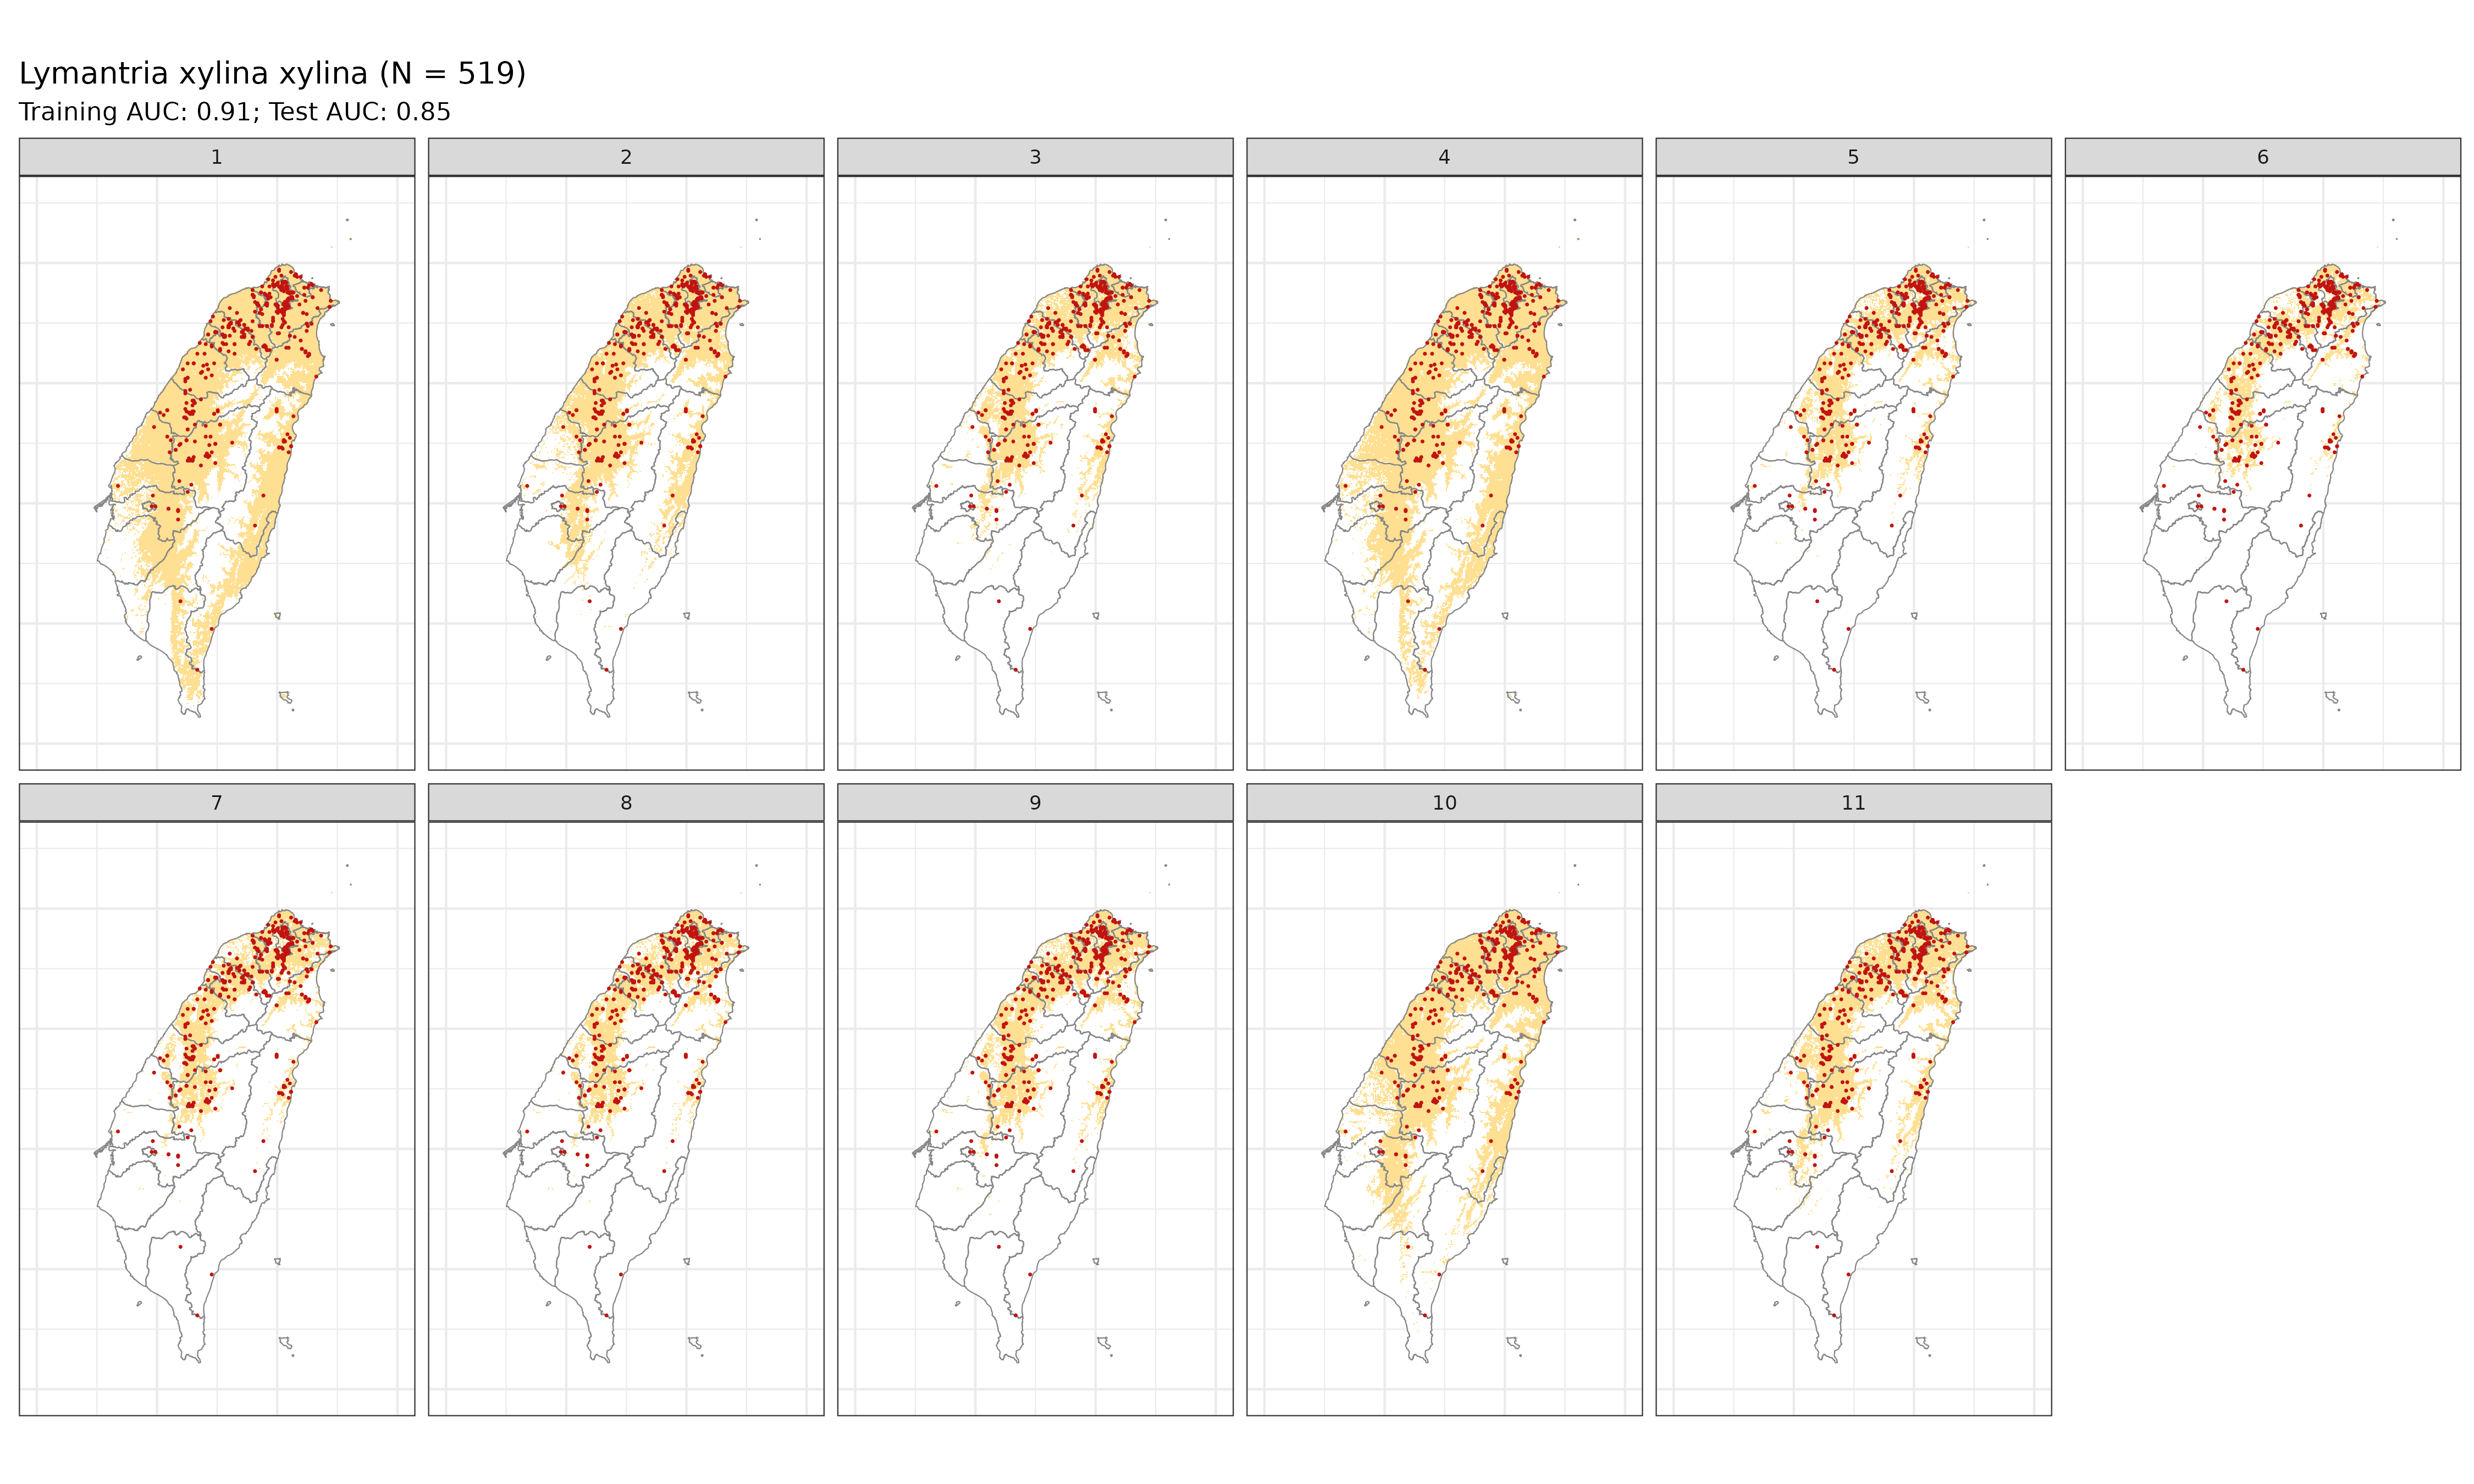 Lymantria xylina xylina (N = 519)
Training AUC: 0.91; Test AUC: 0.85
1 2 3 4 5 6
7 8 9 10 11